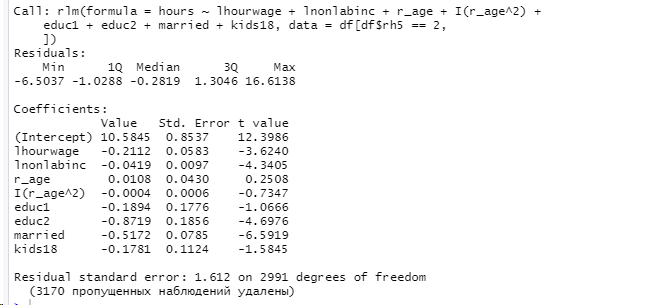 Call: rlm(formula = hours ~ lhourwage + lnonlabinc + r_age + I(r_age^2) +
educ1 + educ2 + married + kids18, data = df[df$rh5 == 2,
])
Residuals:
Min 1Q Median 3Q Max
-6.5037 -1.0288 -0.2819 1.3046 16.6138
Coefficients:
Value Std. Error t value
(Intercept) 10.5845 0.8537 12.3986
lhourwage -0.2112 0.0583 -3.6240
lnonlabinc -0.0419 0.0097 -4.3405
r_age 0.0108 0.0430 0.2508
I(r_age^2) -0.0004 0.0006 -0.7347
educ1 -0.1894 0.1776 -1.0666
educ2 -0.8719 0.1856 -4.6976
married -0.5172 0.0785 -6.5919
kids18 -0.1781 0.1124 -1.5845
Residual standard error: 1.612 on 2991 degrees of freedom
(3170 пропущенных наблюдений удалены)